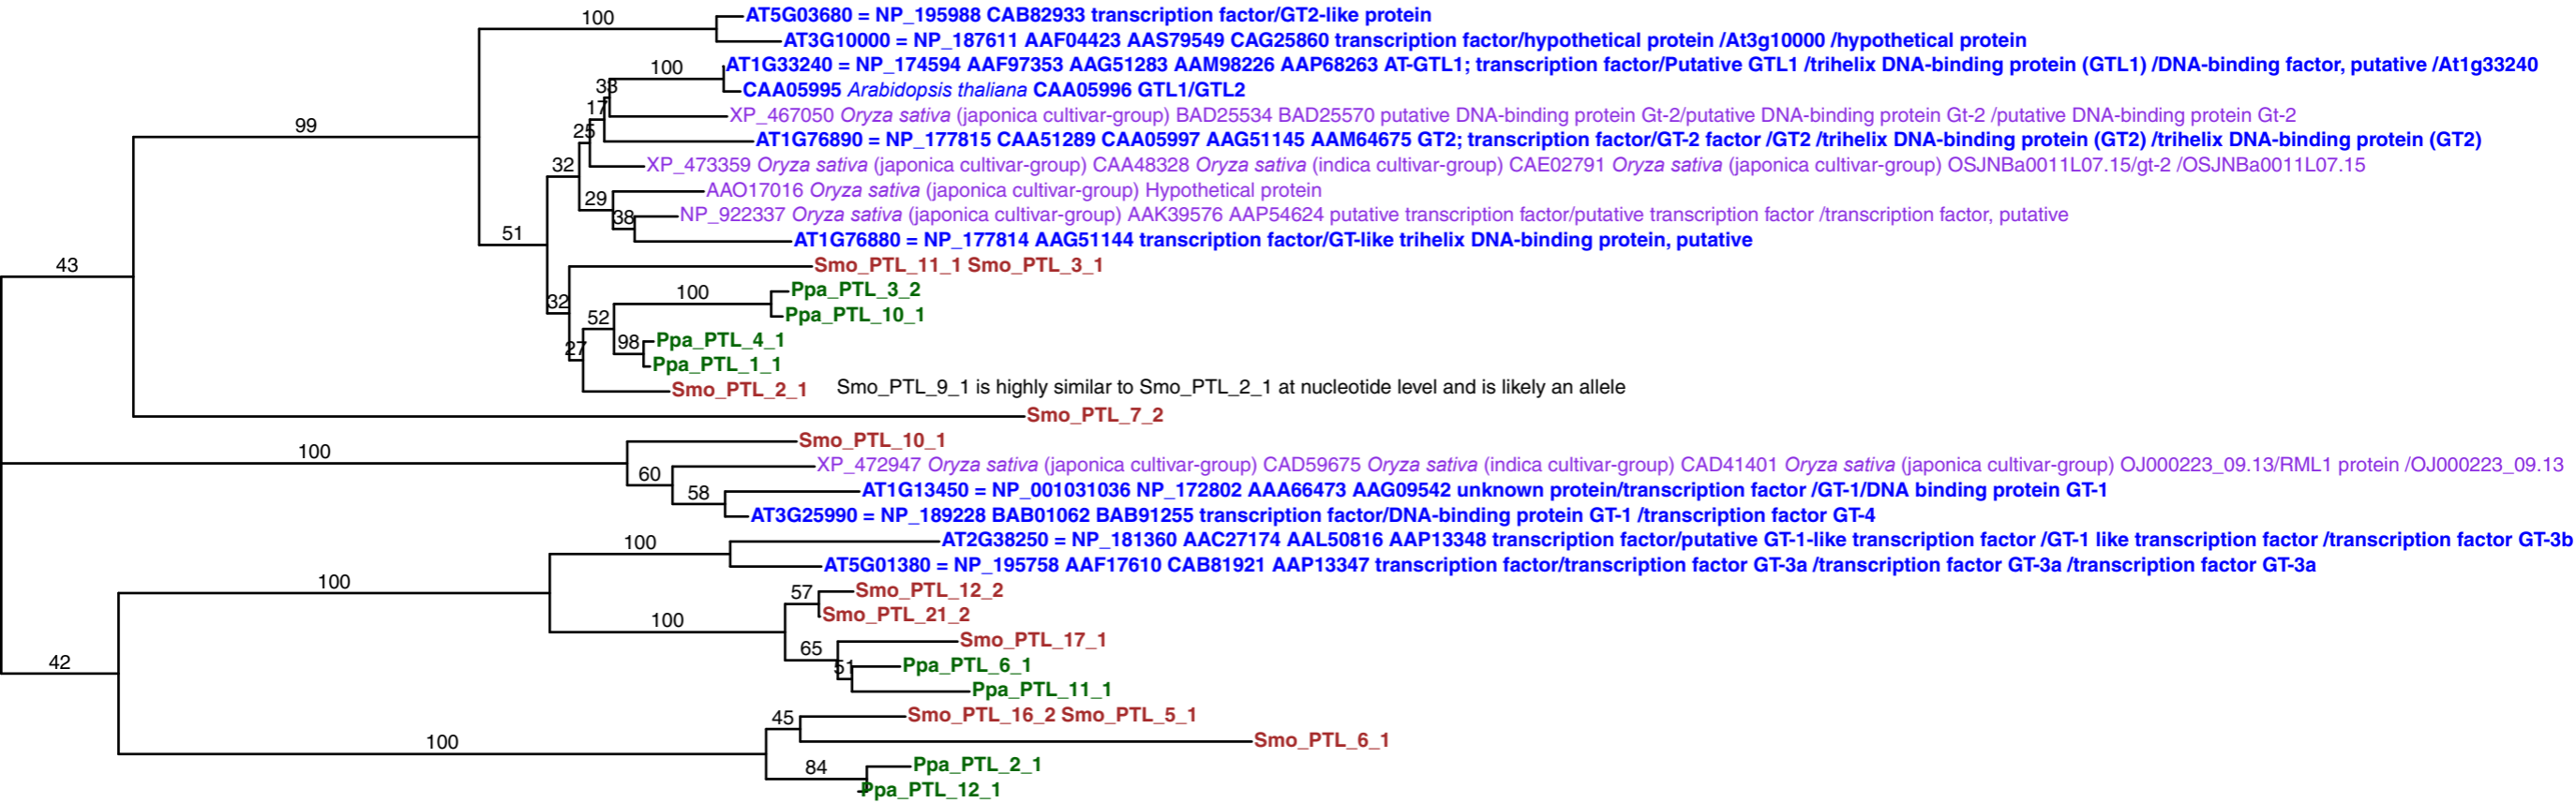 100
AT5G03680 = NP_195988 CAB82933 transcription factor/GT2-like protein
AT3G10000 = NP_187611 AAF04423 AAS79549 CAG25860 transcription factor/hypothetical protein /At3g10000 /hypothetical protein
100
AT1G33240 = NP_174594 AAF97353 AAG51283 AAM98226 AAP68263 AT-GTL1; transcription factor/Putative GTL1 /trihelix DNA-binding protein (GTL1) /DNA-binding factor, putative /At1g33240
33
CAA05995 Arabidopsis thaliana CAA05996 GTL1/GTL2
17
XP_467050 Oryza sativa (japonica cultivar-group) BAD25534 BAD25570 putative DNA-binding protein Gt-2/putative DNA-binding protein Gt-2 /putative DNA-binding protein Gt-2
99
25
AT1G76890 = NP_177815 CAA51289 CAA05997 AAG51145 AAM64675 GT2; transcription factor/GT-2 factor /GT2 /trihelix DNA-binding protein (GT2) /trihelix DNA-binding protein (GT2)
32
XP_473359 Oryza sativa (japonica cultivar-group) CAA48328 Oryza sativa (indica cultivar-group) CAE02791 Oryza sativa (japonica cultivar-group) OSJNBa0011L07.15/gt-2 /OSJNBa0011L07.15
29
AAO17016 Oryza sativa (japonica cultivar-group) Hypothetical protein
38
NP_922337 Oryza sativa (japonica cultivar-group) AAK39576 AAP54624 putative transcription factor/putative transcription factor /transcription factor, putative
51
AT1G76880 = NP_177814 AAG51144 transcription factor/GT-like trihelix DNA-binding protein, putative
43
Smo_PTL_11_1 Smo_PTL_3_1
32
100
Ppa_PTL_3_2
52
Ppa_PTL_10_1
27
98
Ppa_PTL_4_1
Ppa_PTL_1_1
Smo_PTL_2_1 Smo_PTL_9_1 is highly similar to Smo_PTL_2_1 at nucleotide level and is likely an allele
Smo_PTL_7_2
100
Smo_PTL_10_1
60
XP_472947 Oryza sativa (japonica cultivar-group) CAD59675 Oryza sativa (indica cultivar-group) CAD41401 Oryza sativa (japonica cultivar-group) OJ000223_09.13/RML1 protein /OJ000223_09.13
58
AT1G13450 = NP_001031036 NP_172802 AAA66473 AAG09542 unknown protein/transcription factor /GT-1/DNA binding protein GT-1
AT3G25990 = NP_189228 BAB01062 BAB91255 transcription factor/DNA-binding protein GT-1 /transcription factor GT-4
100
AT2G38250 = NP_181360 AAC27174 AAL50816 AAP13348 transcription factor/putative GT-1-like transcription factor /GT-1 like transcription factor /transcription factor GT-3b
100
AT5G01380 = NP_195758 AAF17610 CAB81921 AAP13347 transcription factor/transcription factor GT-3a /transcription factor GT-3a /transcription factor GT-3a
57
Smo_PTL_12_2
100
Smo_PTL_21_2
65
Smo_PTL_17_1
42
51
Ppa_PTL_6_1
Ppa_PTL_11_1
45
Smo_PTL_16_2 Smo_PTL_5_1
100
Smo_PTL_6_1
84
Ppa_PTL_2_1
Ppa_PTL_12_1